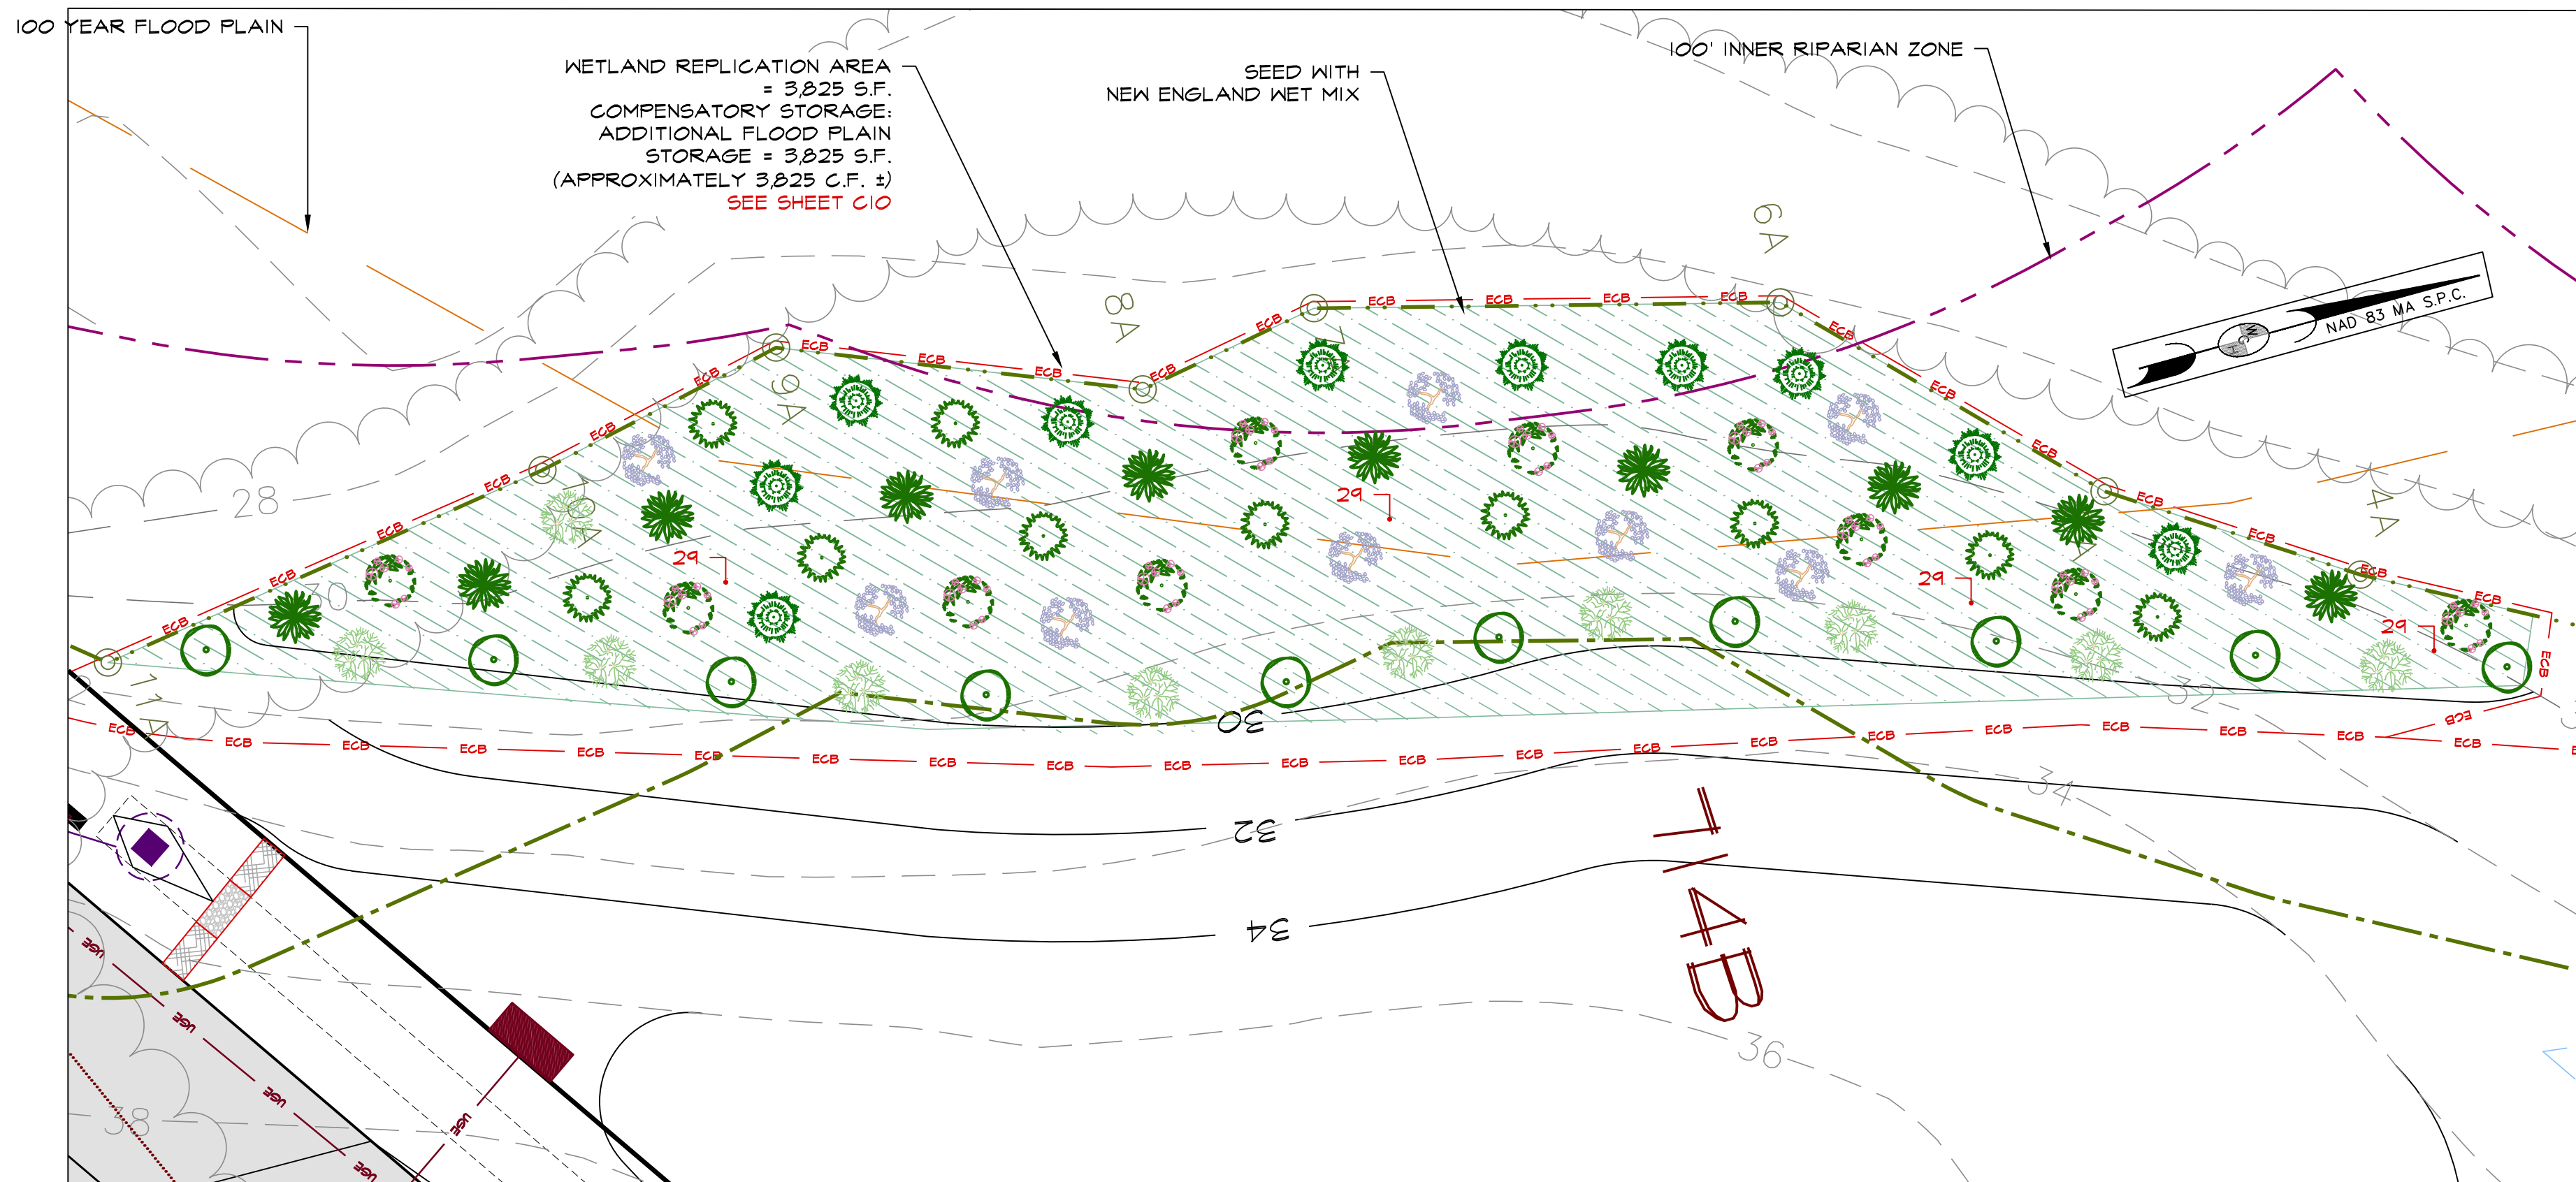 100 YEAR FLOOD PLAIN
WETLAND REPLICATION AREA
= 3,825 S.F.
COMPENSATORY STORAGE:
ADDITIONAL FLOOD PLAIN
STORAGE = 3,825 S.F.
(APPROXIMATELY 3,825 C.F. ±)
SEE SHEET C10
SEED WITH
NEW ENGLAND WET MIX
100' INNER RIPARIAN ZONE
NAD 83 MA S.P.C.
6A
8A
9A
10A
4A
11A
ECB ECB ECB ECB ECB ECB ECB ECB ECB ECB ECB
ECB ECB ECB ECB ECB ECB ECB ECB ECB ECB ECB
28
29
29
29
29
30
30
32
32
34
34
36
38
L1AB
ECB ECB ECB ECB ECB ECB ECB ECB ECB ECB ECB ECB ECB ECB ECB ECB ECB ECB ECB ECB ECB
ECB
ECB
UGE
UGE
UGE
UGE
UGE